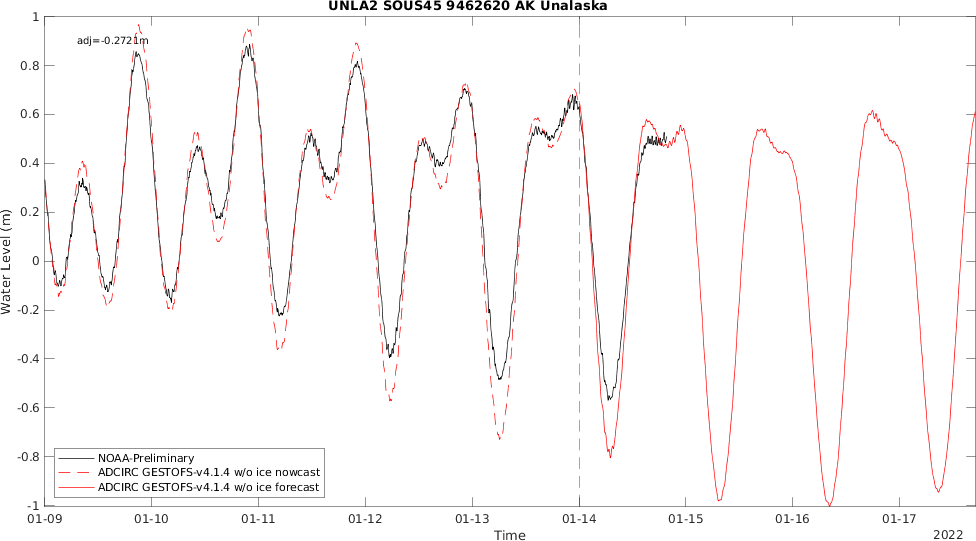 UNLA2 SOUS45 9462620 AK Unalaska
adj=-0.2721m
1
0.8
0.6
0.4
0.2
0
-0.2
-0.4
-0.6
-0.8
-1
Water Level (m)
NOAA-Preliminary
ADCIRC GESTOFS-v4.1.4 w/o ice nowcast
ADCIRC GESTOFS-v4.1.4 w/o ice forecast
01-09 01-10 01-11 01-12 01-13 01-14 01-15 01-16 01-17
Time
2022